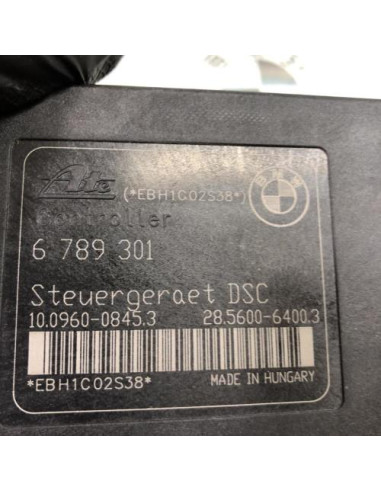 Ate (*EBH1C02S38*) BMW
Controller
6 789 301
Steuergeraet DSC
10.0960-0845.3 28.5600-6400.3
*EBH1C02S38* MADE IN HUNGARY